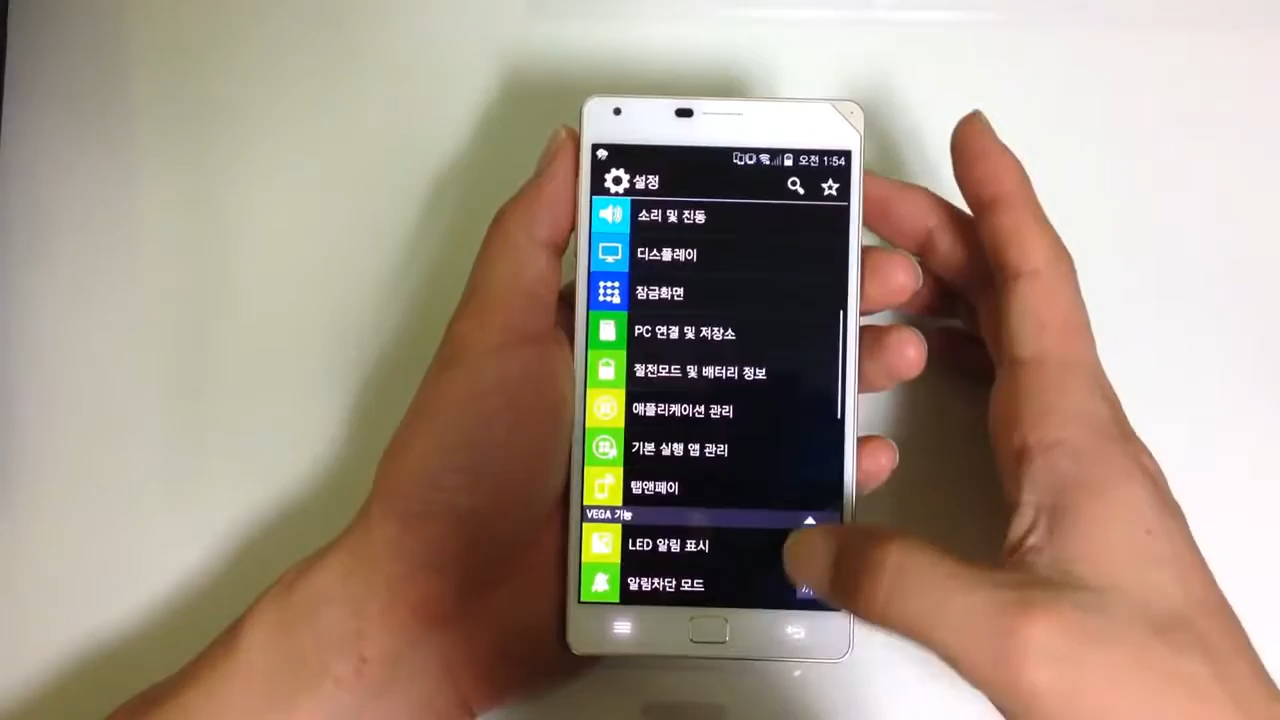 오전 1:54
설정
소리 및 진동
디스플레이
잠금화면
PC 연결 및 저장소
절전모드 및 배터리 정보
애플리케이션 관리
기본 실행 앱 관리
탭앤페이
VEGA 기능
LED 알림 표시
알림차단 모드